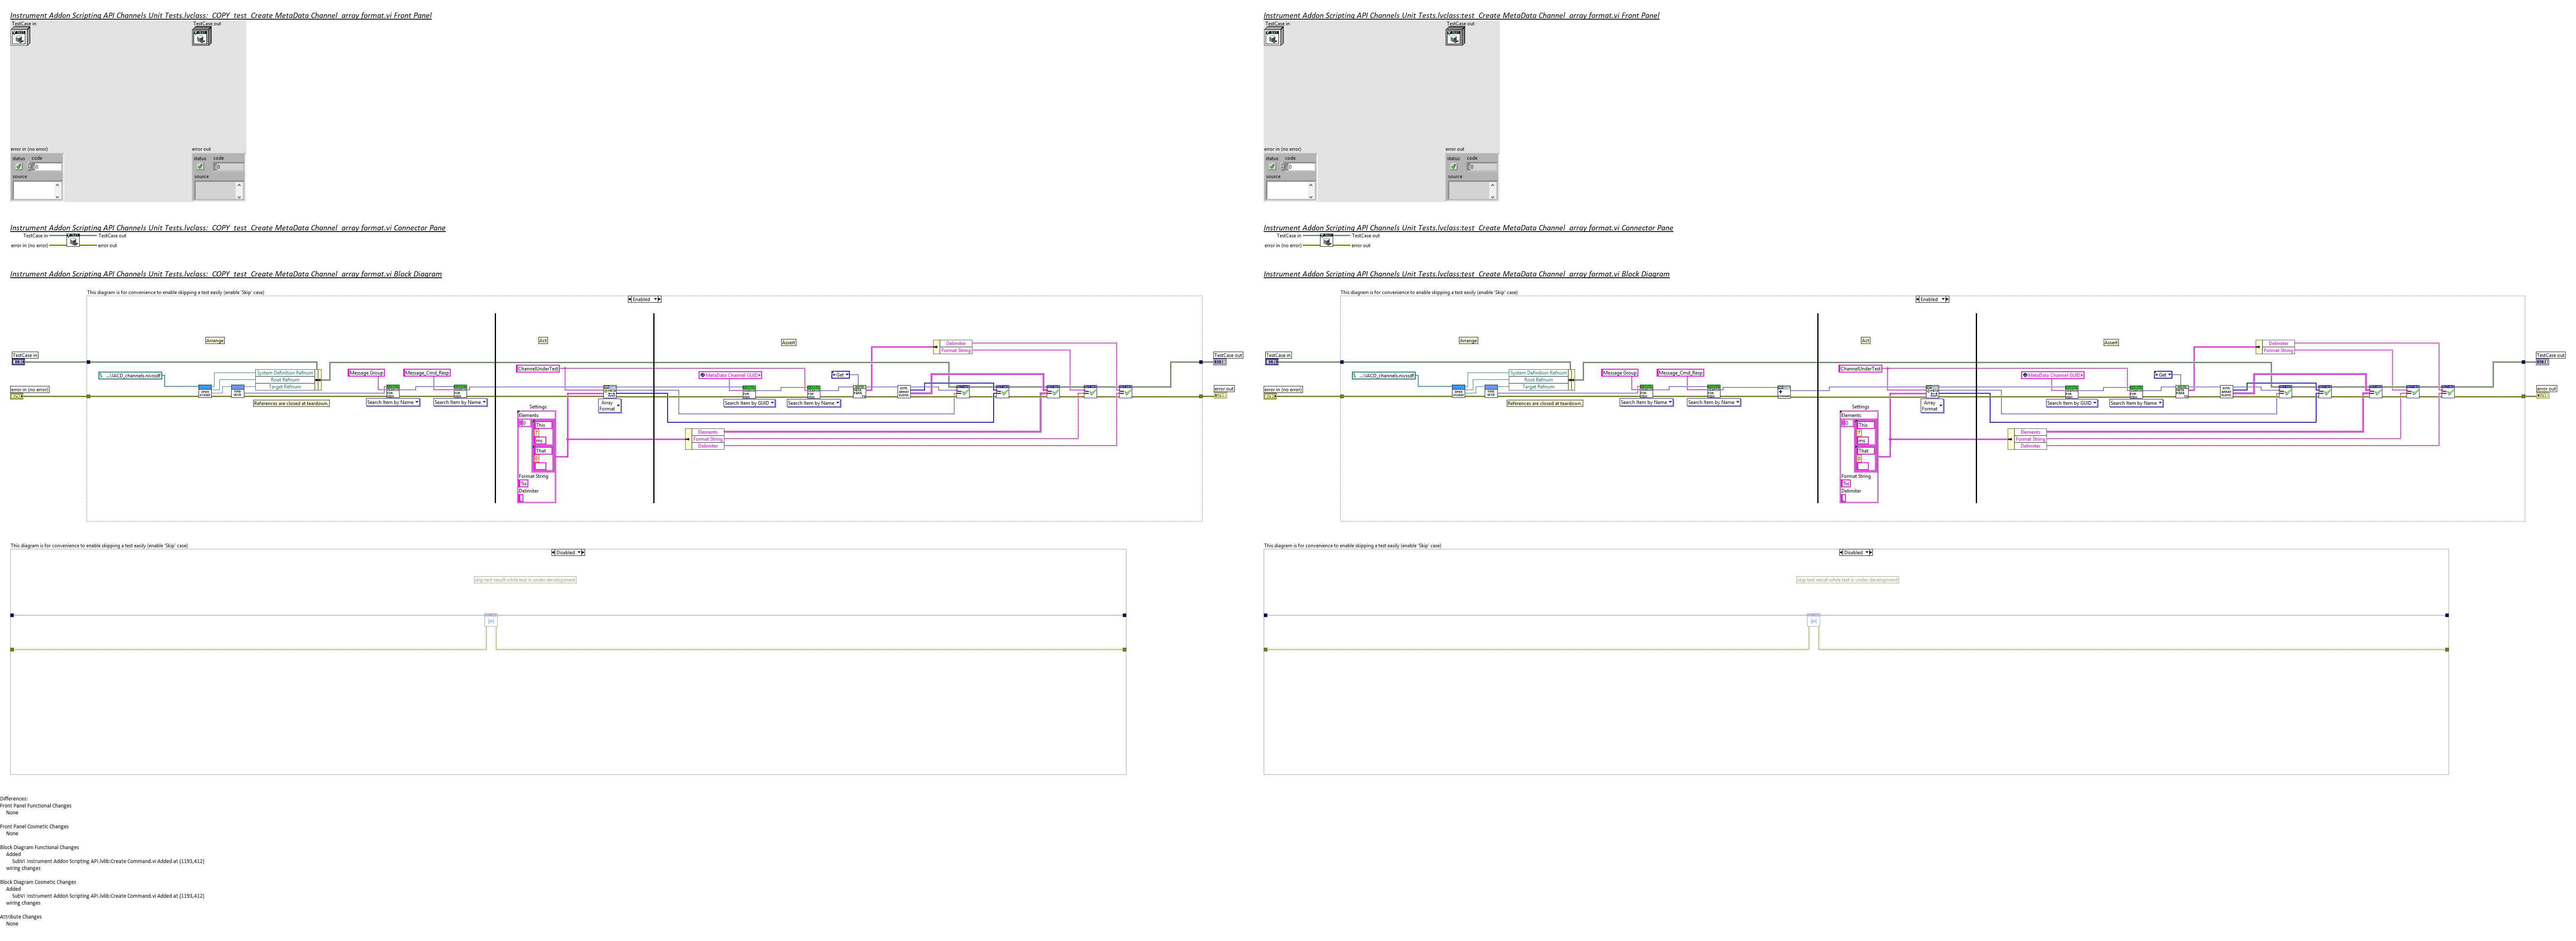 Instrument Addon Scripting API Channels Unit Tests.lvclass:_COPY_test_Create MetaData Channel_array format.vi Front Panel
TestCase in
TestCase out
error in (no error)
status
code
0
source
error out
status
code
0
source
Instrument Addon Scripting API Channels Unit Tests.lvclass:_COPY_test_Create MetaData Channel_array format.vi Connector Pane
TestCase in
TestCase out
error in (no error)
error out
Instrument Addon Scripting API Channels Unit Tests.lvclass:_COPY_test_Create MetaData Channel_array format.vi Block Diagram
This diagram is for convenience to enable skipping a test easily (enable 'Skip' case)
Enabled
Arrange
Act
Assert
TestCase in
error in (no error)
..\IACD_channels.nivssdf
System Definition Refnum
Root Refnum
Target Refnum
References are closed at teardown.
Message Group
Message_Cmd_Resp
Search Item by Name
Search Item by Name
ChannelUnderTest
Array
Format
Settings
Elements
0
This
ms
That
Format String
%s
Delimiter
MetaData Channel GUID
Search Item by GUID
Search Item by Name
Get
Delimiter
Format String
Elements
Format String
Delimiter
TestCase out
error out
This diagram is for convenience to enable skipping a test easily (enable 'Skip' case)
Disabled
skip test result while test is under development
Differences:
Front Panel Functional Changes
None
Front Panel Cosmetic Changes
None
Block Diagram Functional Changes
Added
SubVI Instrument Addon Scripting API.lvlib:Create Command.vi Added at (1193,412)
wiring changes
Block Diagram Cosmetic Changes
Added
SubVI Instrument Addon Scripting API.lvlib:Create Command.vi Added at (1193,412)
wiring changes
Attribute Changes
None
Instrument Addon Scripting API Channels Unit Tests.lvclass:test_Create MetaData Channel_array format.vi Front Panel
TestCase in
TestCase out
error in (no error)
status
code
0
source
error out
status
code
0
source
Instrument Addon Scripting API Channels Unit Tests.lvclass:test_Create MetaData Channel_array format.vi Connector Pane
TestCase in
TestCase out
error in (no error)
error out
Instrument Addon Scripting API Channels Unit Tests.lvclass:test_Create MetaData Channel_array format.vi Block Diagram
This diagram is for convenience to enable skipping a test easily (enable 'Skip' case)
Enabled
Arrange
Act
Assert
TestCase in
error in (no error)
..\IACD_channels.nivssdf
System Definition Refnum
Root Refnum
Target Refnum
References are closed at teardown.
Message Group
Message_Cmd_Resp
Search Item by Name
Search Item by Name
ChannelUnderTest
Array
Format
Settings
Elements
0
This
ms
That
Format String
%s
Delimiter
MetaData Channel GUID
Search Item by GUID
Search Item by Name
Get
Delimiter
Format String
Elements
Format String
Delimiter
TestCase out
error out
This diagram is for convenience to enable skipping a test easily (enable 'Skip' case)
Disabled
skip test result while test is under development